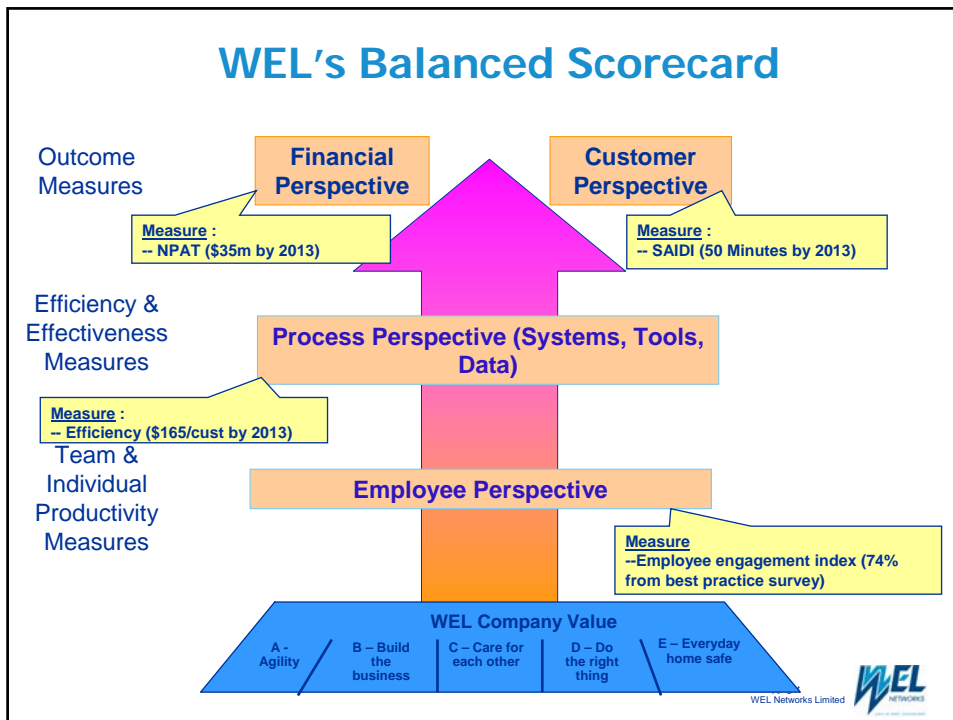 WEL's Balanced Scorecard
Outcome
Measures
Financial
Perspective
Customer
Perspective
Measure :
-- NPAT ($35m by 2013)
Measure :
-- SAIDI (50 Minutes by 2013)
Efficiency &
Effectiveness
Measures
Process Perspective (Systems, Tools,
Data)
Measure :
-- Efficiency ($165/cust by 2013)
Team &
Individual
Productivity
Measures
Employee Perspective
Measure
--Employee engagement index (74%
from best practice survey)
WEL Company Value
A -
Agility
B – Build
the
business
C – Care for
each other
D – Do
the right
thing
E – Everyday
home safe
WEL Networks Limited
WEL
NETWORKS